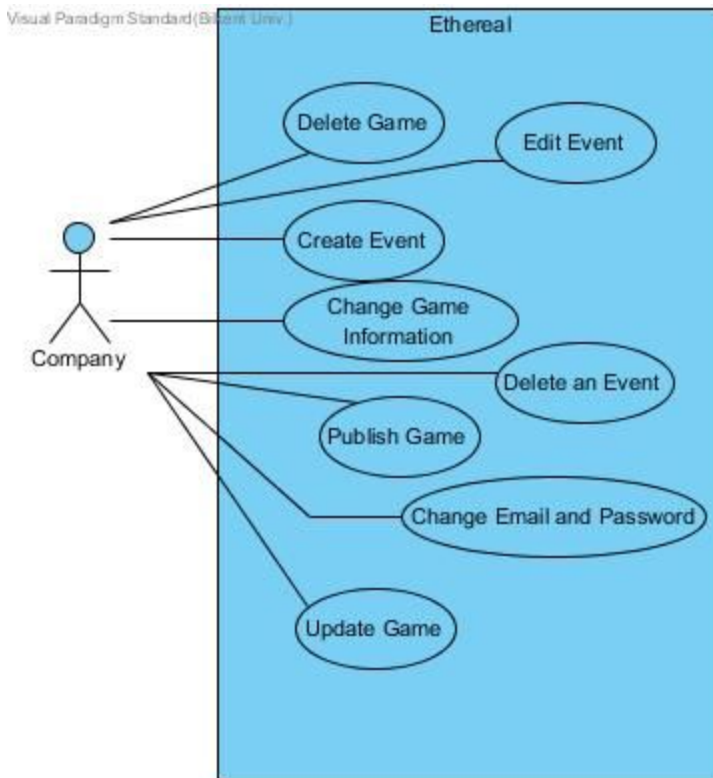 Visual Paradigm Standard(Bilkent Univ.)
Ethereal
Delete Game
Edit Event
Create Event
Change Game
Information
Company
Delete an Event
Publish Game
Change Email and Password
Update Game